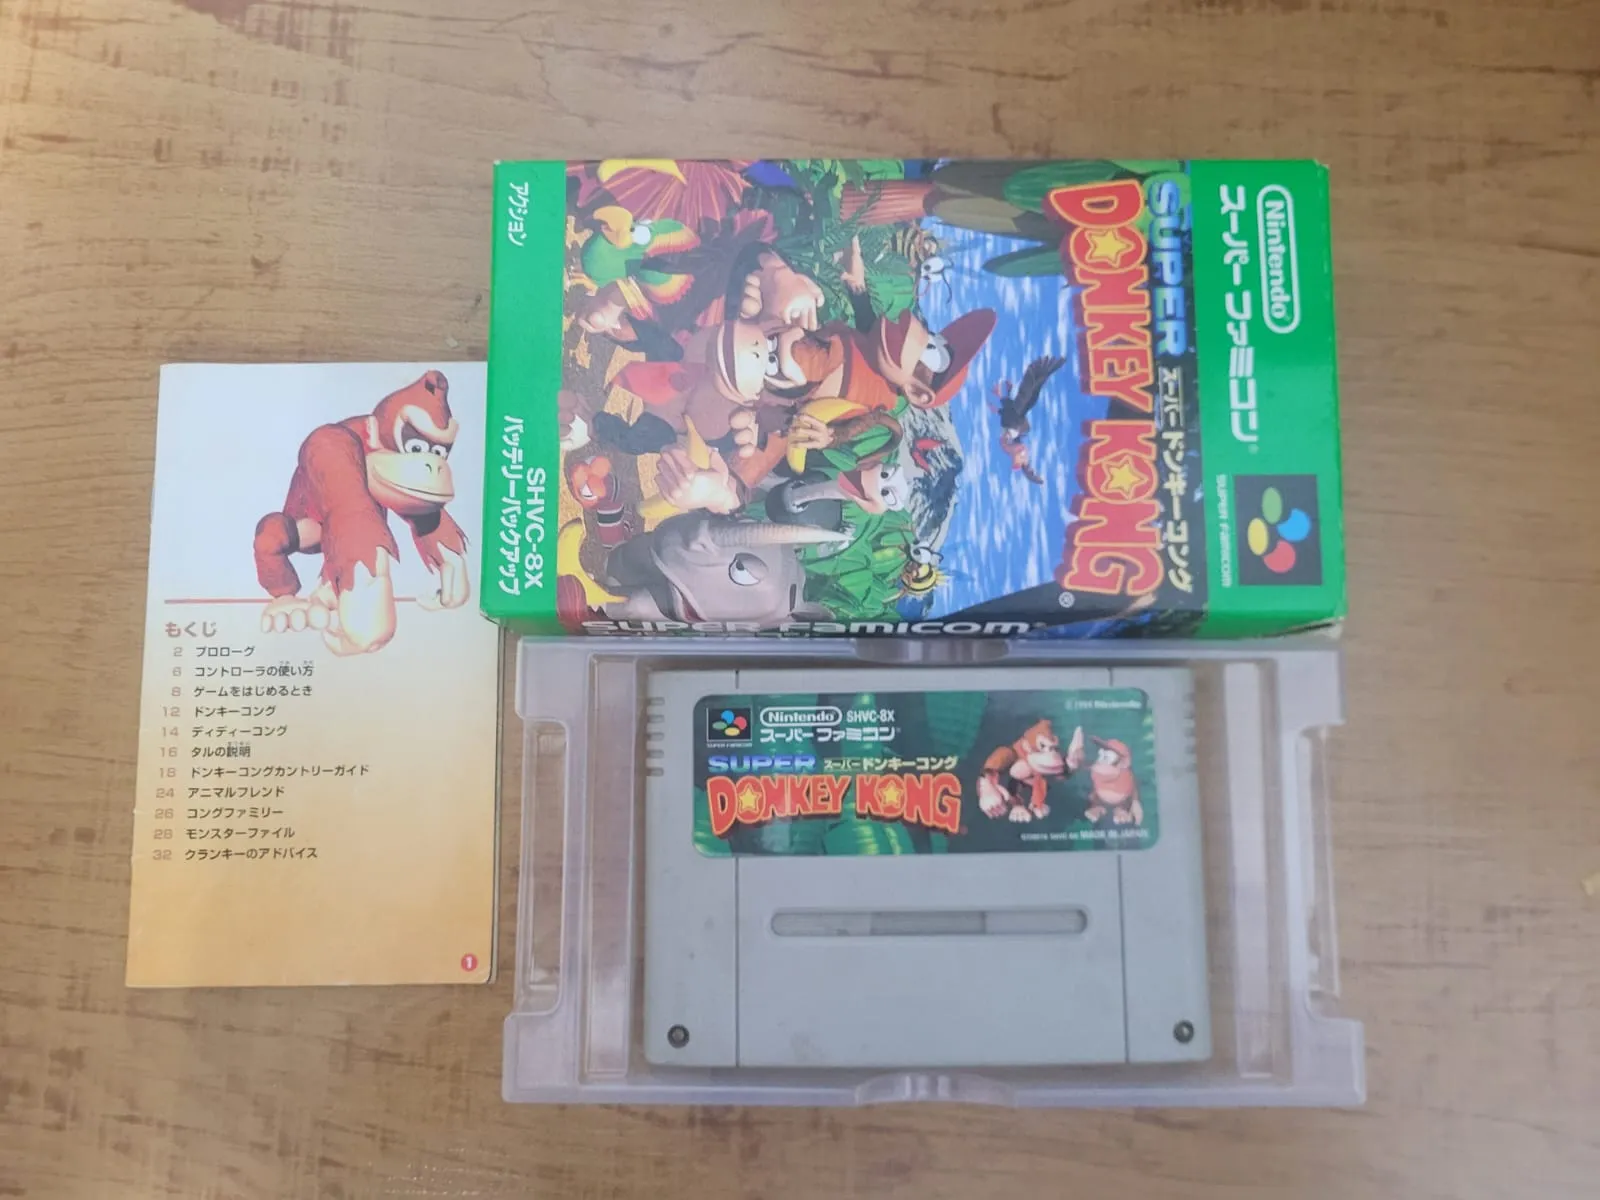 Nintendo
スーパーファミコン
SUPER FAMICOM
SUPER
スーパードンキーコング
DONKEY KONG
アクション
SHVC-8X
バッテリーバックアップ
SUPER FAMICOM
もくじ
2 プロローグ
6 コントローラの使い方
8 ゲームをはじめるとき
12 ドンキーコング
14 ディディーコング
16 タルの説明
18 ドンキーコングカントリーガイド
24 アニマルフレンド
26 コングファミリー
28 モンスターファイル
32 クランキーのアドバイス
1
SUPER FAMICOM
Nintendo SHVC-8X
スーパーファミコン
SUPER スーパードンキーコング
DONKEY KONG
Nintendo
MADE IN JAPAN